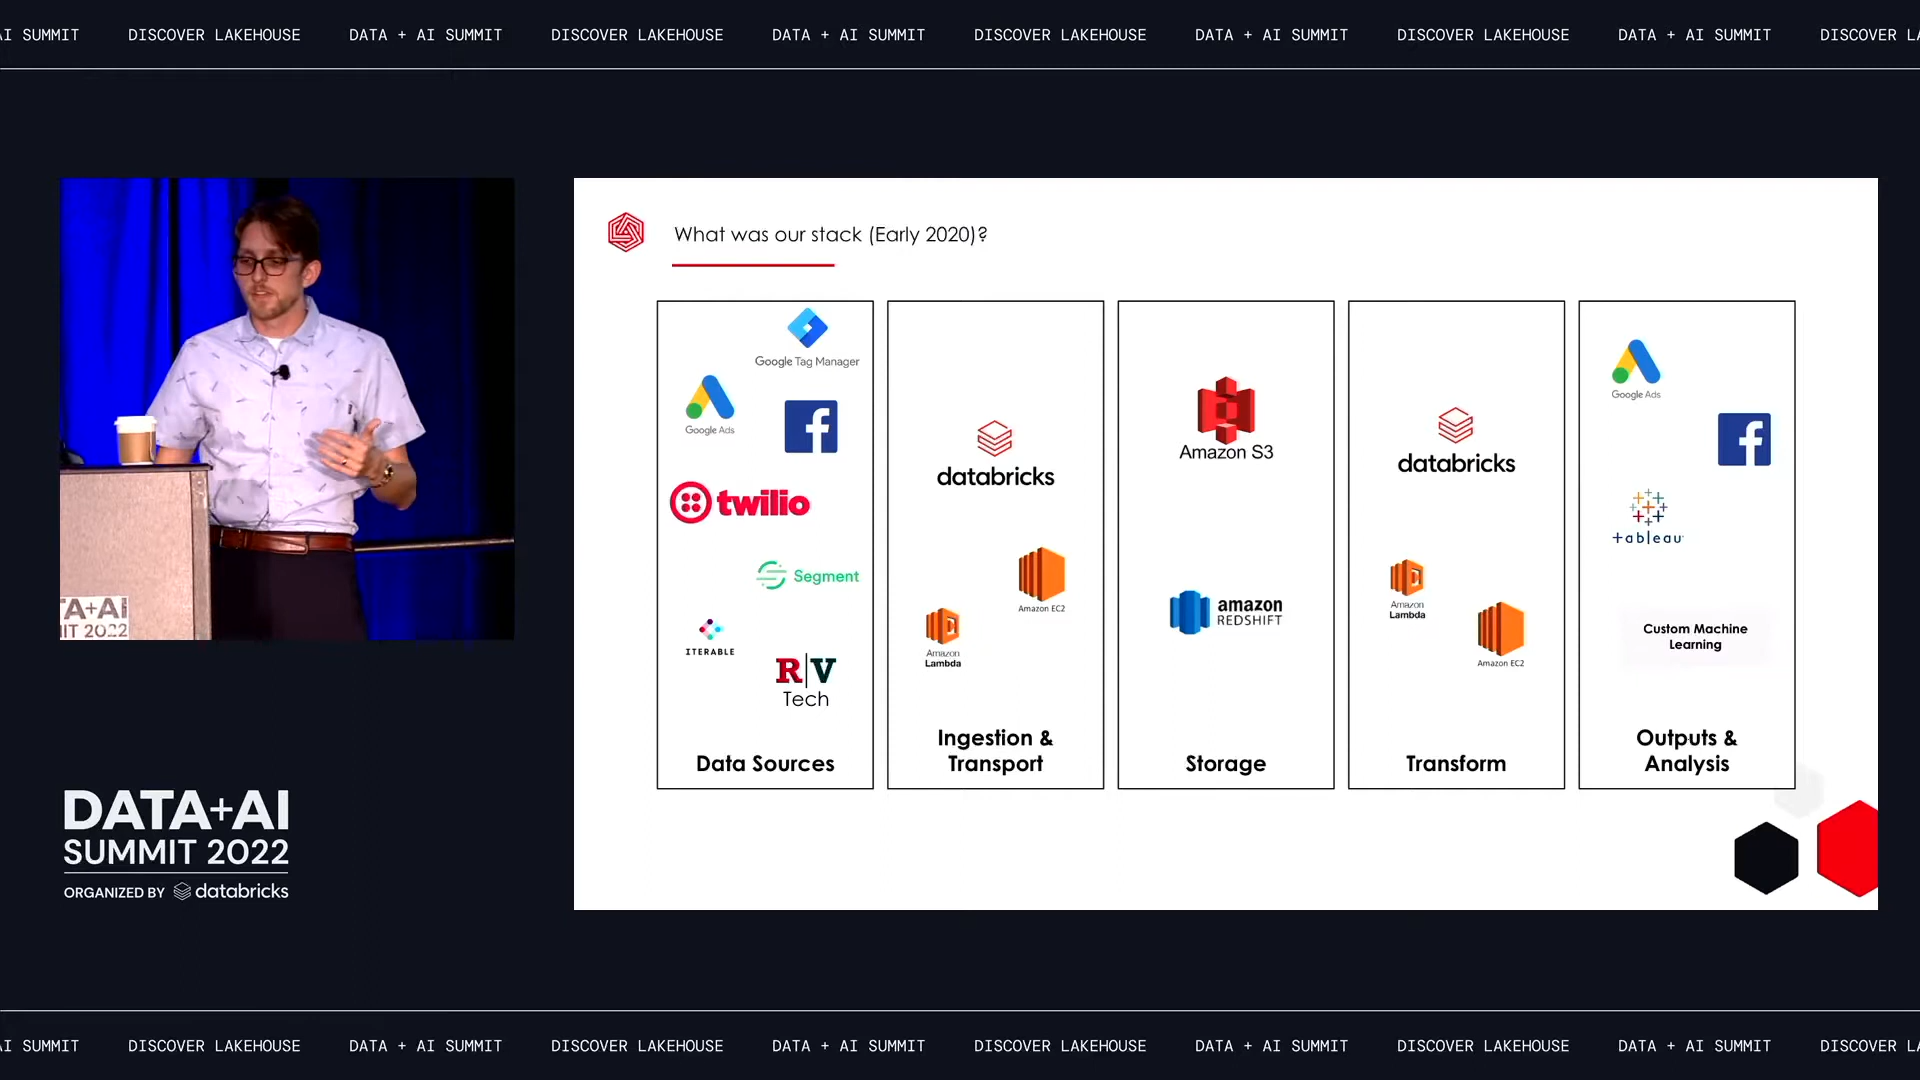 AI SUMMIT DISCOVER LAKEHOUSE DATA + AI SUMMIT DISCOVER LAKEHOUSE DATA + AI SUMMIT DISCOVER LAKEHOUSE DATA + AI SUMMIT DISCOVER LAKEHOUSE DATA + AI SUMMIT DISCOVER LA
What was our stack (Early 2020)?
Google Tag Manager
Google Ads
twilio
Segment
ITERABLE
R|V
Tech
Data Sources
databricks
Amazon EC2
Amazon
Lambda
Ingestion &
Transport
Amazon S3
amazon
REDSHIFT
Storage
databricks
Amazon
Lambda
Amazon EC2
Transform
Google Ads
+ableau
Custom Machine
Learning
Outputs &
Analysis
TA+AI
IT 2022
DATA+AI
SUMMIT 2022
ORGANIZED BY databricks
AI SUMMIT DISCOVER LAKEHOUSE DATA + AI SUMMIT DISCOVER LAKEHOUSE DATA + AI SUMMIT DISCOVER LAKEHOUSE DATA + AI SUMMIT DISCOVER LAKEHOUSE DATA + AI SUMMIT DISCOVER LA